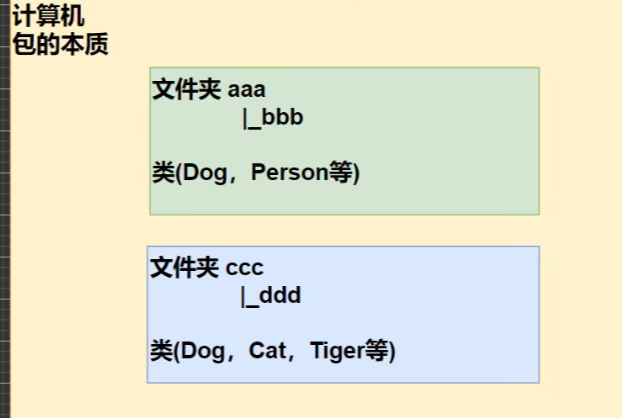 计算机
包的本质
文件夹 aaa
|_bbb
类(Dog，Person等)
文件夹 ccc
|_ddd
类(Dog，Cat，Tiger等)